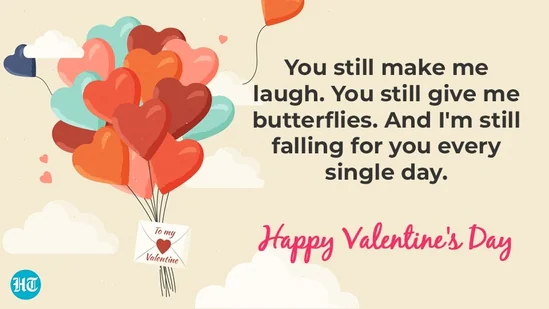 You still make me
laugh. You still give me
butterflies. And I'm still
falling for you every
single day.
Happy Valentine's Day
To my
Valentine
HT